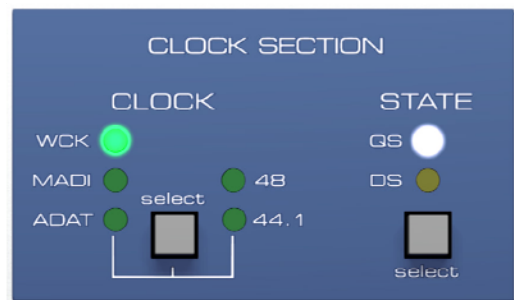 CLOCK SECTION
CLOCK
STATE
WCK
QS
MADI
48
DS
select
ADAT
44.1
select